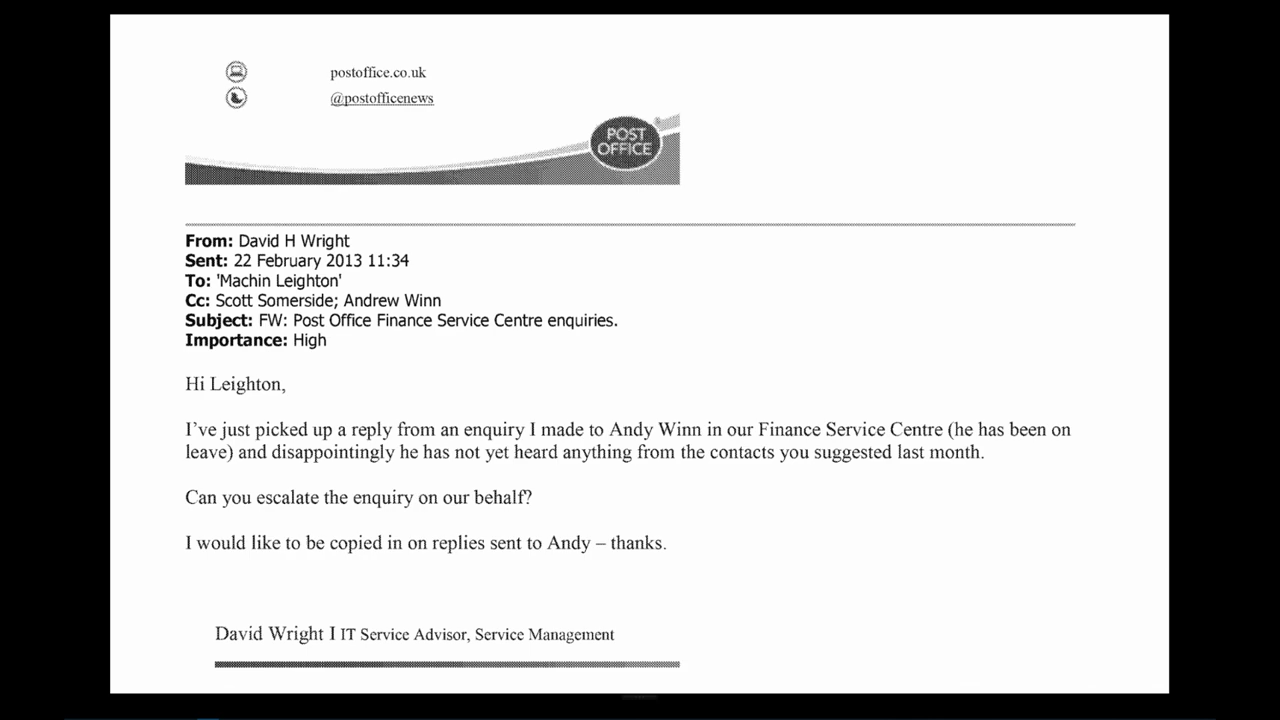 postoffice.co.uk
@postofficenews
POST
OFFICE
From: David H Wright
Sent: 22 February 2013 11:34
To: 'Machin Leighton'
Cc: Scott Somerside; Andrew Winn
Subject: FW: Post Office Finance Service Centre enquiries.
Importance: High
Hi Leighton,
I’ve just picked up a reply from an enquiry I made to Andy Winn in our Finance Service Centre (he has been on
leave) and disappointingly he has not yet heard anything from the contacts you suggested last month.
Can you escalate the enquiry on our behalf?
I would like to be copied in on replies sent to Andy – thanks.
David Wright I IT Service Advisor, Service Management